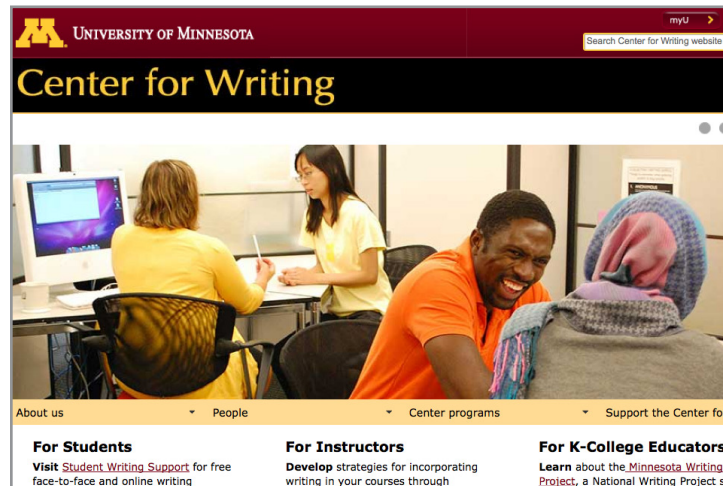 UNIVERSITY OF MINNESOTA
myU >
Search Center for Writing website
Center for Writing
About us People Center programs Support the Center fo
For Students For Instructors For K-College Educators
Visit Student Writing Support for free Develop strategies for incorporating Learn about the Minnesota Writing
face-to-face and online writing writing in your courses through Project, a National Writing Project s